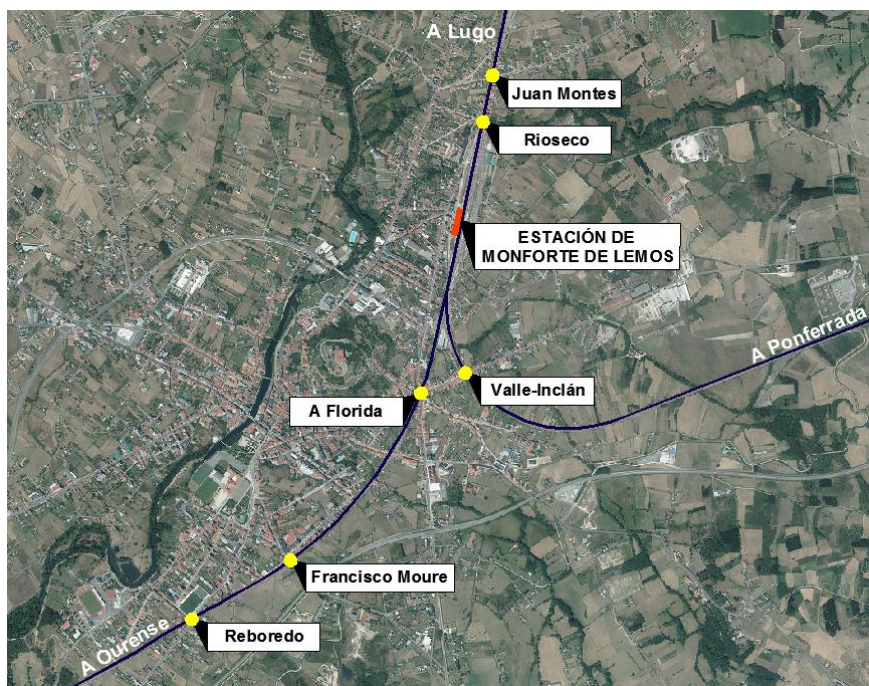 A Lugo
Juan Montes
Rioseco
ESTACIÓN DE
MONFORTE DE LEMOS
A Ponferrada
Valle-Inclán
A Florida
Francisco Moure
Reboredo
A Ourense